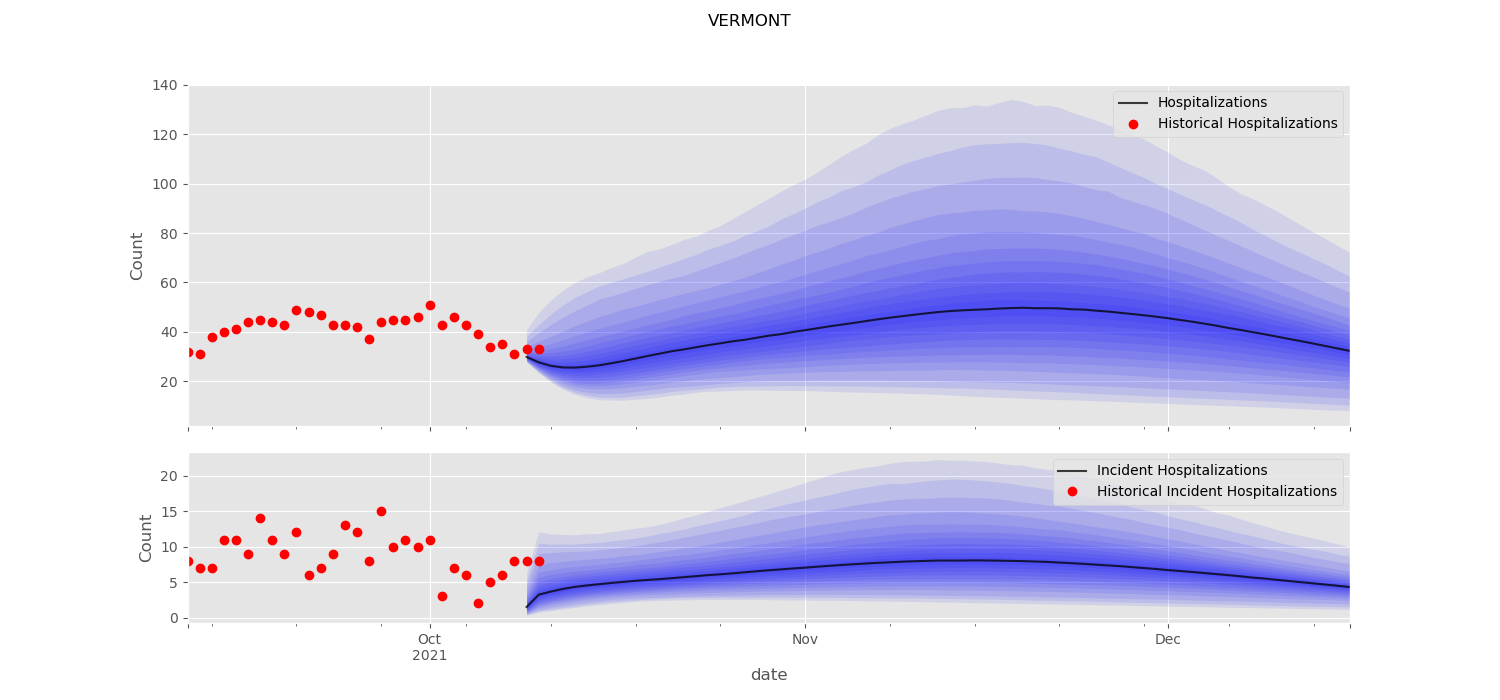 VERMONT
140
120
100
80
60
40
20
Count
Hospitalizations
Historical Hospitalizations
20
15
10
5
0
Count
Incident Hospitalizations
Historical Incident Hospitalizations
Oct
2021
Nov
Dec
date